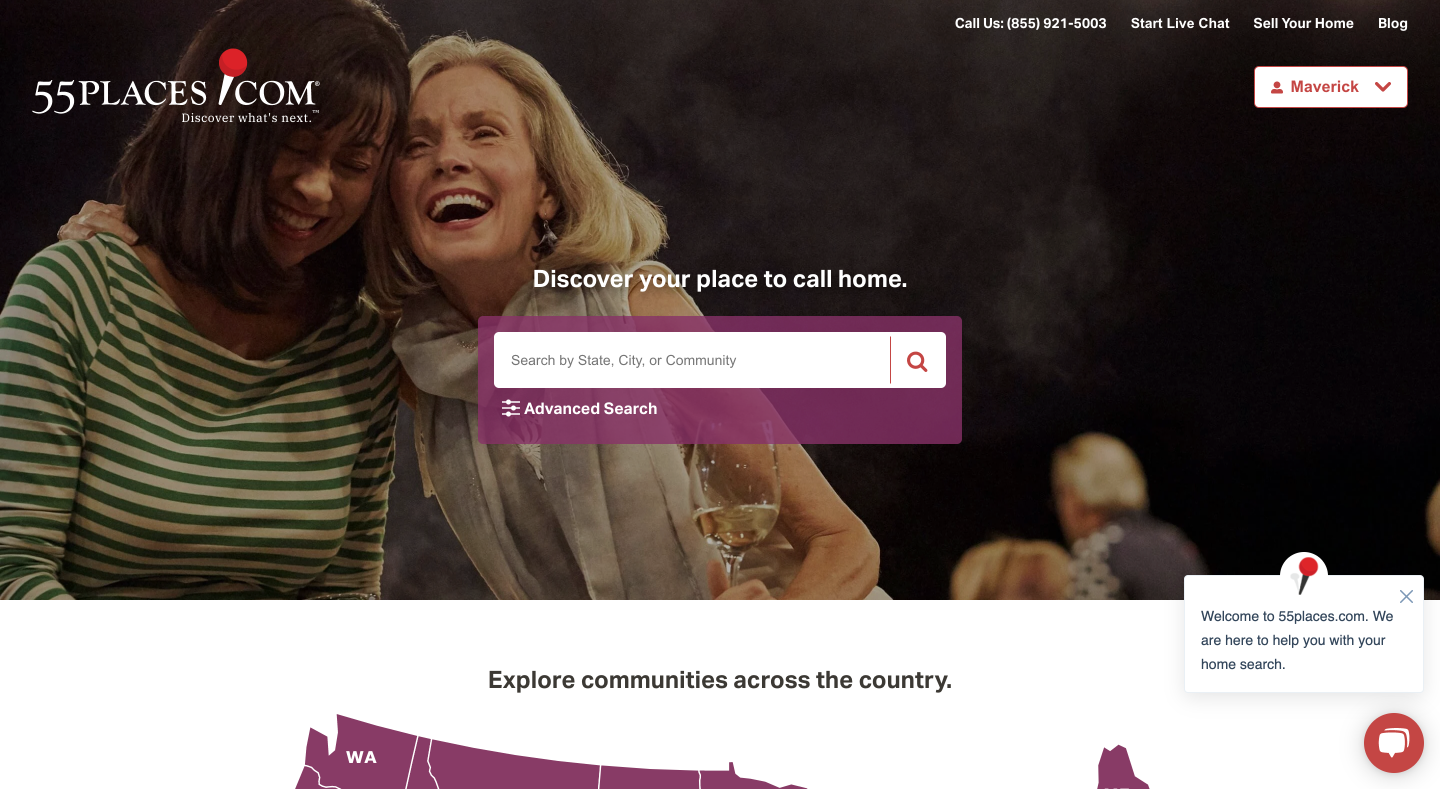 Call Us: (855) 921-5003 Start Live Chat Sell Your Home Blog
55PLACES.COM®
Discover what's next.™
Maverick
Discover your place to call home.
Search by State, City, or Community
Advanced Search
Welcome to 55places.com. We
are here to help you with your
home search.
Explore communities across the country.
WA